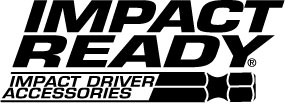 IMPACT
READY®
IMPACT DRIVER
ACCESSORIES